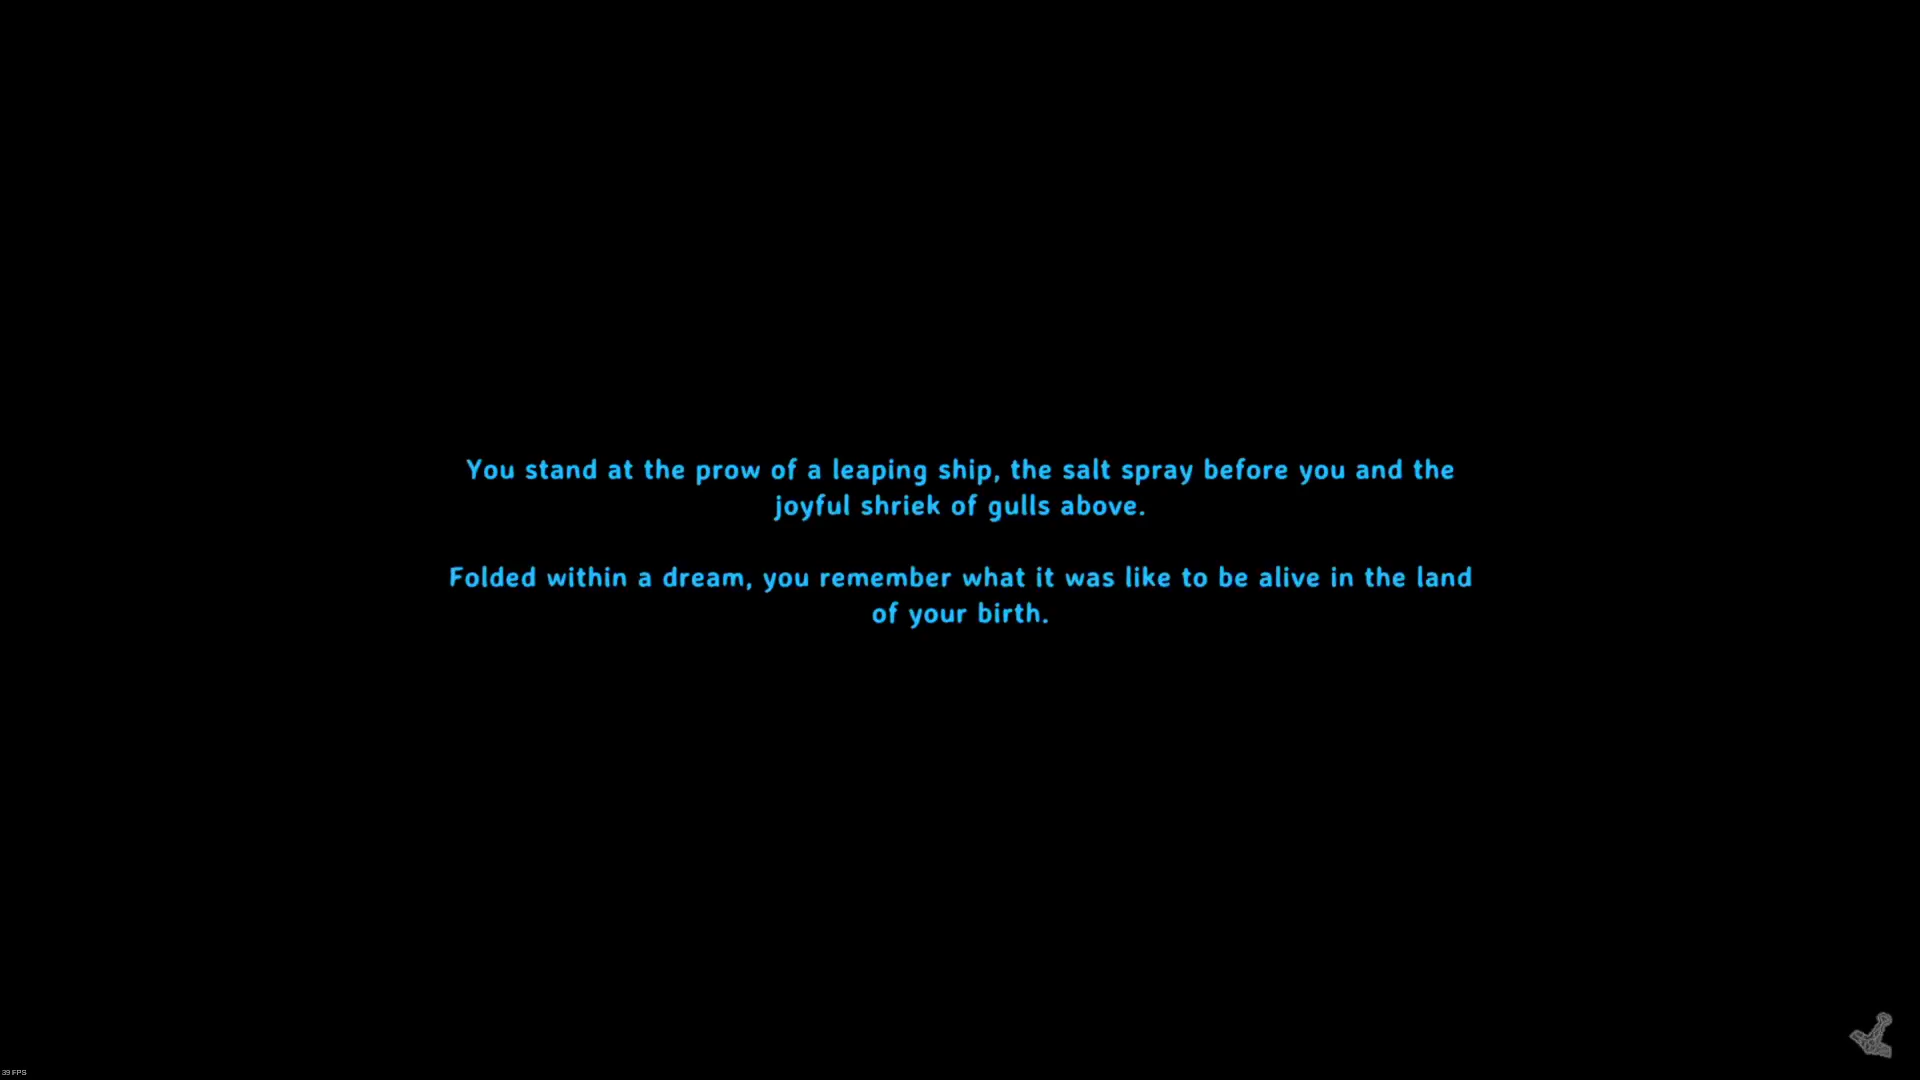 You stand at the prow of a leaping ship, the salt spray before you and the
joyful shriek of gulls above.
Folded within a dream, you remember what it was like to be alive in the land
of your birth.
39 FPS